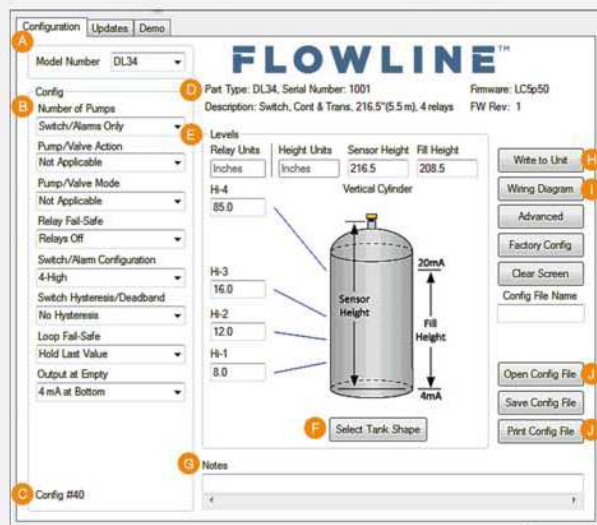 Configuration Updates Demo
A
Model Number DL34
FLOWLINE™
D Part Type: DL34, Serial Number: 1001 Firmware: LC5p50
Description: Switch, Cont & Trans, 216.5"(5.5 m), 4 relays FW Rev: 1
Config
B Number of Pumps
Switch/Alarms Only
Pump/Valve Action
Not Applicable
Pump/Valve Mode
Not Applicable
Relay Fail-Safe
Relays Off
Switch/Alarm Configuration
4-High
Switch Hysteresis/Deadband
No Hysteresis
Loop Fail-Safe
Hold Last Value
Output at Empty
4 mA at Bottom
C Config #40
E Levels
Relay Units Height Units Sensor Height Fill Height
Inches Inches 216.5 208.5
Hi-4 Vertical Cylinder
85.0
Hi-3
16.0
Hi-2
12.0
Hi-1
8.0
20mA
Sensor
Height
Fill
Height
4mA
F Select Tank Shape
G Notes
Write to Unit H
Wiring Diagram I
Advanced
Factory Config
Clear Screen
Config File Name
Open Config File J
Save Config File
Print Config File J